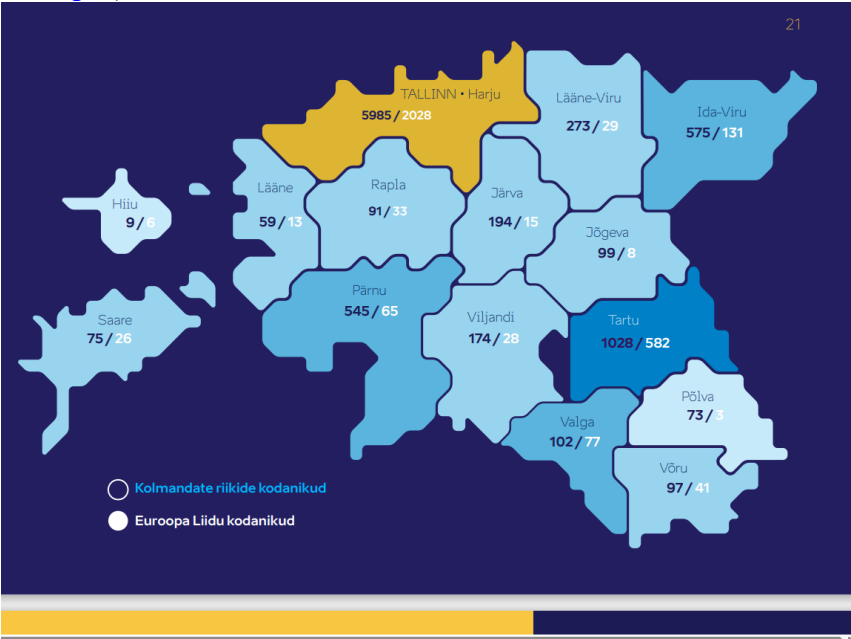 21
TALLINN • Harju
5985 / 2028
Lääne-Viru
273 / 29
Ida-Viru
575 / 131
Hiiu
9 / 6
Lääne
59 / 13
Rapla
91 / 33
Järva
194 / 15
Jõgeva
99 / 8
Saare
75 / 26
Pärnu
545 / 65
Viljandi
174 / 28
Tartu
1028 / 582
Põlva
73 / 3
Valga
102 / 77
Võru
97 / 41
Kolmandate riikide kodanikud
Euroopa Liidu kodanikud